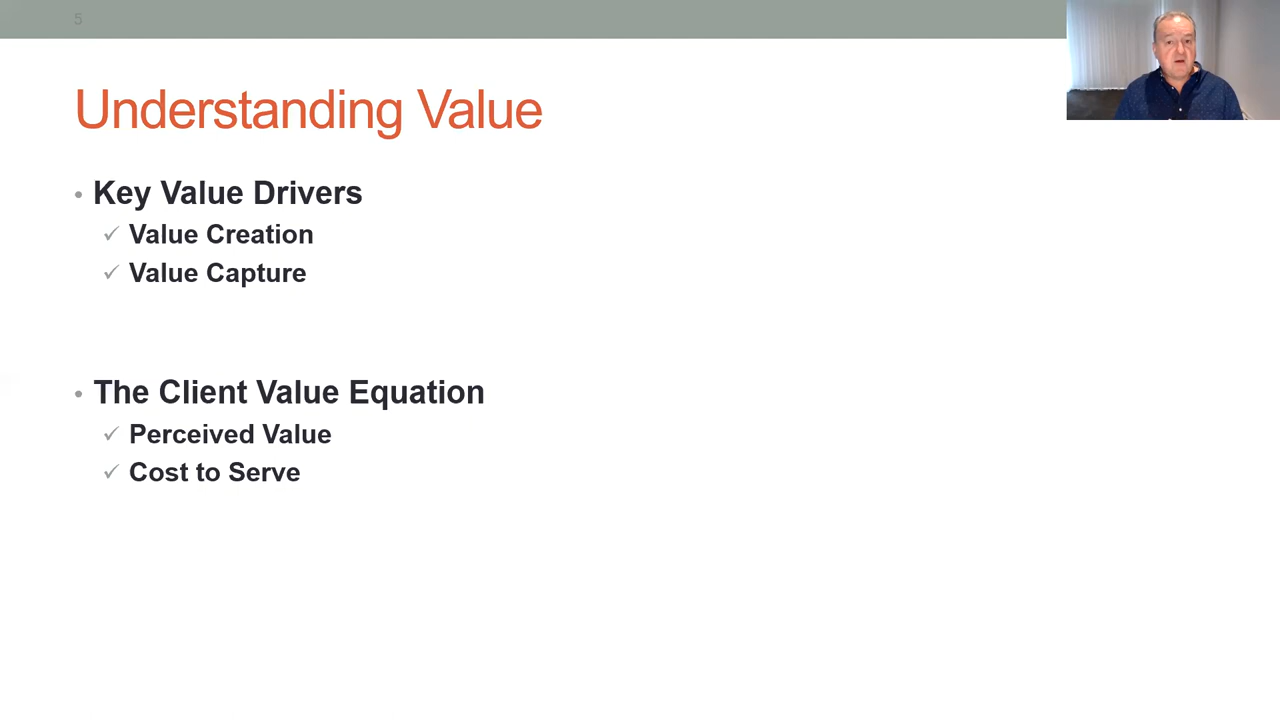 5
Understanding Value
• Key Value Drivers
✓ Value Creation
✓ Value Capture
• The Client Value Equation
✓ Perceived Value
✓ Cost to Serve